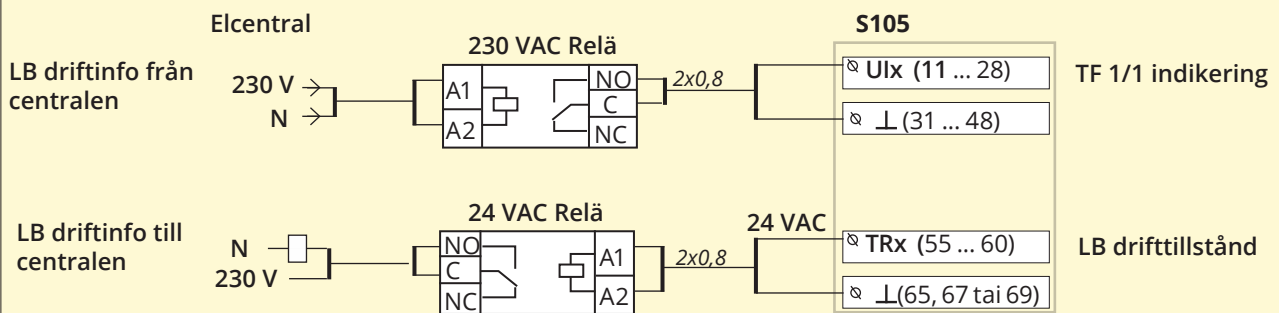 Elcentral
S105
230 VAC Relä
LB driftinfo från
centralen
230 V
N
A1
A2
NO
C
NC
2x0,8
UIx (11 ... 28)
⊥ (31 ... 48)
TF 1/1 indikering
24 VAC Relä
LB driftinfo till
centralen
N
230 V
NO
C
NC
A1
A2
2x0,8
24 VAC
TRx (55 ... 60)
⊥(65, 67 tai 69)
LB drifttillstånd